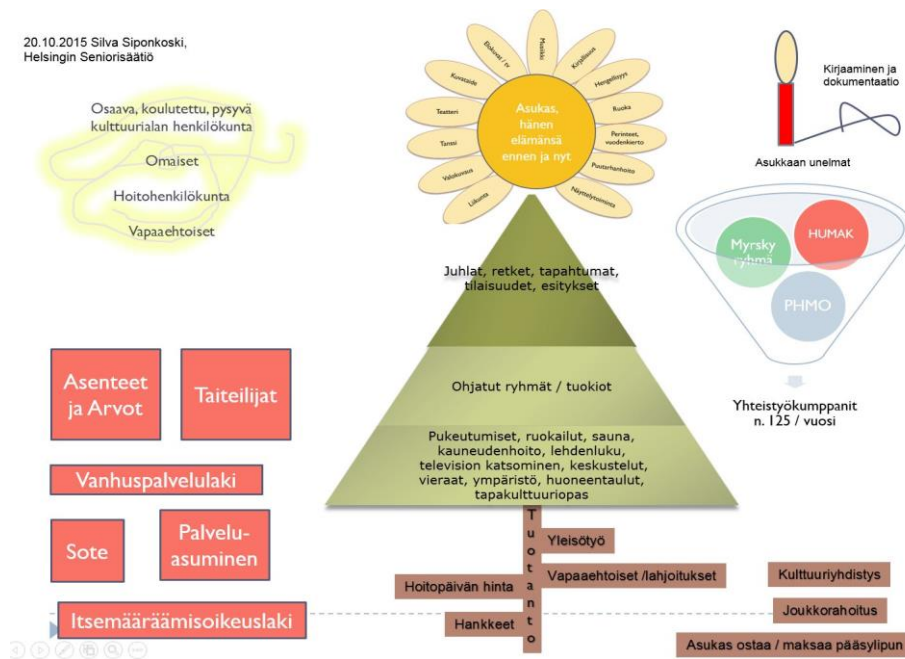 20.10.2015 Silva Siponkoski,
Helsingin Seniorisäätiö
Osaava, koulutettu, pysyvä
kulttuurialan henkilökunta
Omaiset
Hoitohenkilökunta
Vapaaehtoiset
Liikunta
Valokuvaus
Tanssi
Teatteri
Kuvataide
Elokuvat / tv
Musiikki
Kirjallisuus
Hengellisyys
Ruoka
Perinteet,
vuodenkierto
Puutarhanhoito
Näyttelytoiminta
Asukas,
hänen
elämänsä
ennen ja nyt
Kirjaaminen ja
dokumentaatio
Asukkaan unelmat
Myrsky
ryhmä
HUMAK
PHMO
Yhteistyökumppanit
n. 125 / vuosi
Juhlat, retket, tapahtumat,
tilaisuudet, esitykset
Ohjatut ryhmät / tuokiot
Pukeutumiset, ruokailut, sauna,
kauneudenhoito, lehdenluku,
television katsominen, keskustelut,
vieraat, ympäristö, huoneentaulut,
tapakulttuuriopas
Asenteet
ja Arvot
Taiteilijat
Vanhuspalvelulaki
Sote
Palvelu-
asuminen
Itsemääräämisoikeuslaki
Tuotanto
Yleisötyö
Vapaaehtoiset /lahjoitukset
Hoitopäivän hinta
Hankkeet
Kulttuuriyhdistys
Joukkorahoitus
Asukas ostaa / maksaa pääsylipun